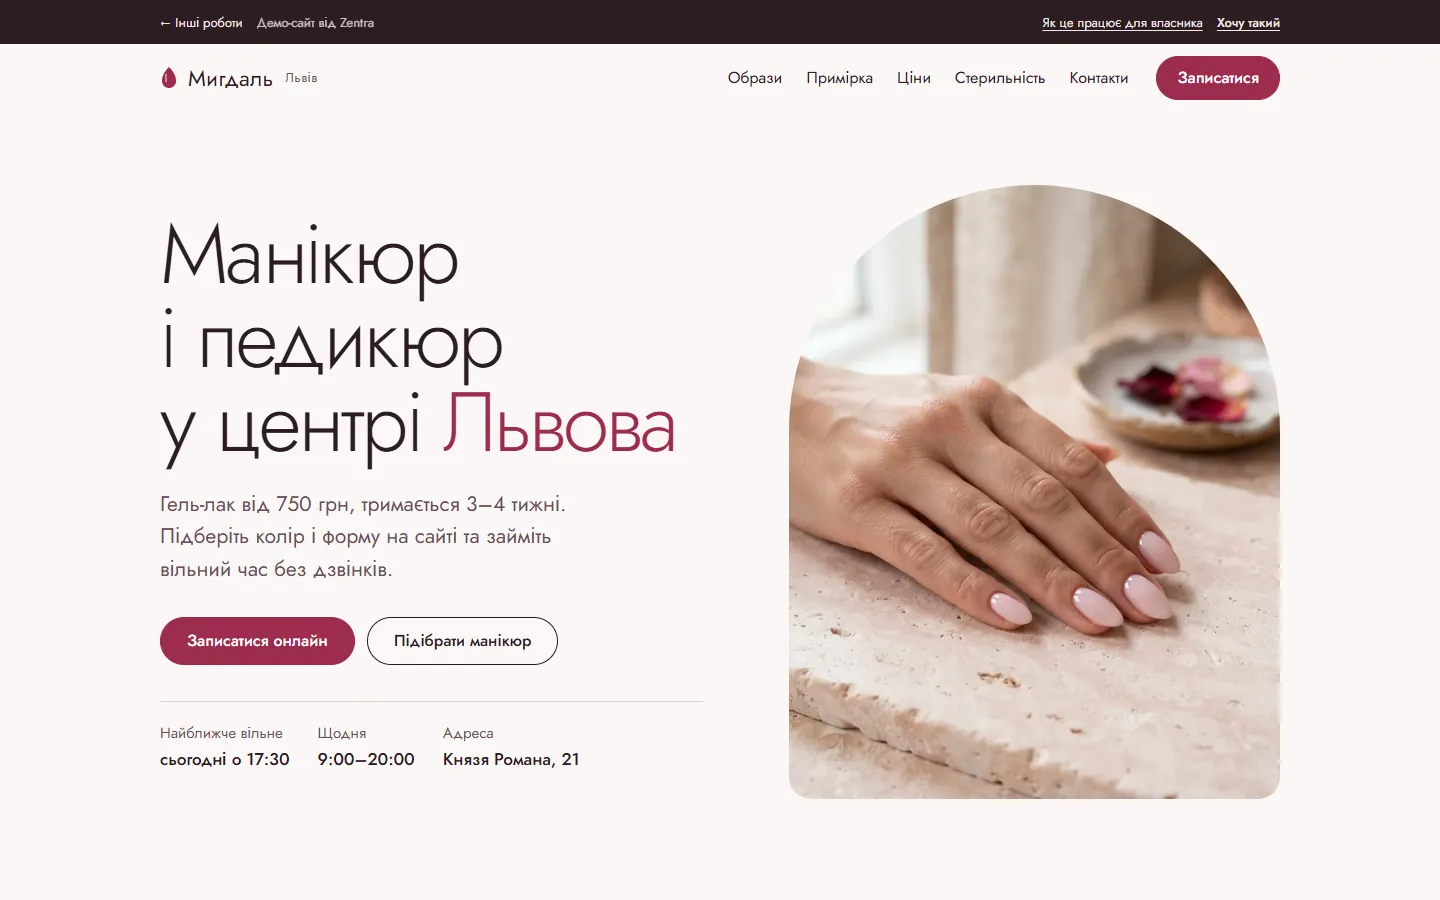 ← Інші роботи
Демо-сайт від Zentra
Як це працює для власника
Хочу такий
Мигдаль
Львів
Образи
Примірка
Ціни
Стерильність
Контакти
Записатися
Манікюр
і педикюр
у центрі Львова
Гель-лак від 750 грн, тримається 3–4 тижні.
Підберіть колір і форму на сайті та займіть
вільний час без дзвінків.
Записатися онлайн
Підібрати манікюр
Найближче вільне
сьогодні о 17:30
Щодня
9:00–20:00
Адреса
Князя Романа, 21